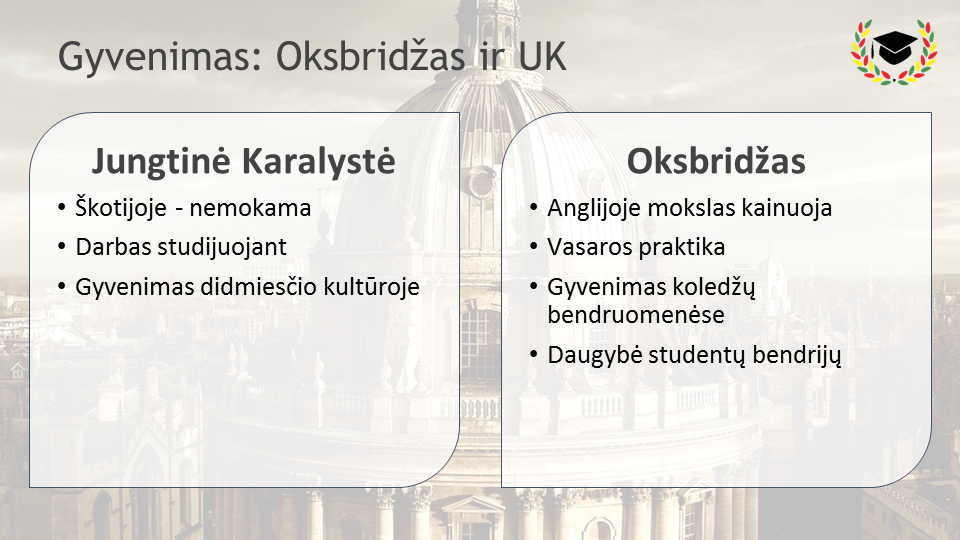 Gyvenimas: Oksbridžas ir UK
Jungtinė Karalystė
• Škotijoje - nemokama
• Darbas studijuojant
• Gyvenimas didmiesčio kultūroje
Oksbridžas
• Anglijoje mokslas kainuoja
• Vasaros praktika
• Gyvenimas koledžų
bendruomenėse
• Daugybė studentų bendrijų